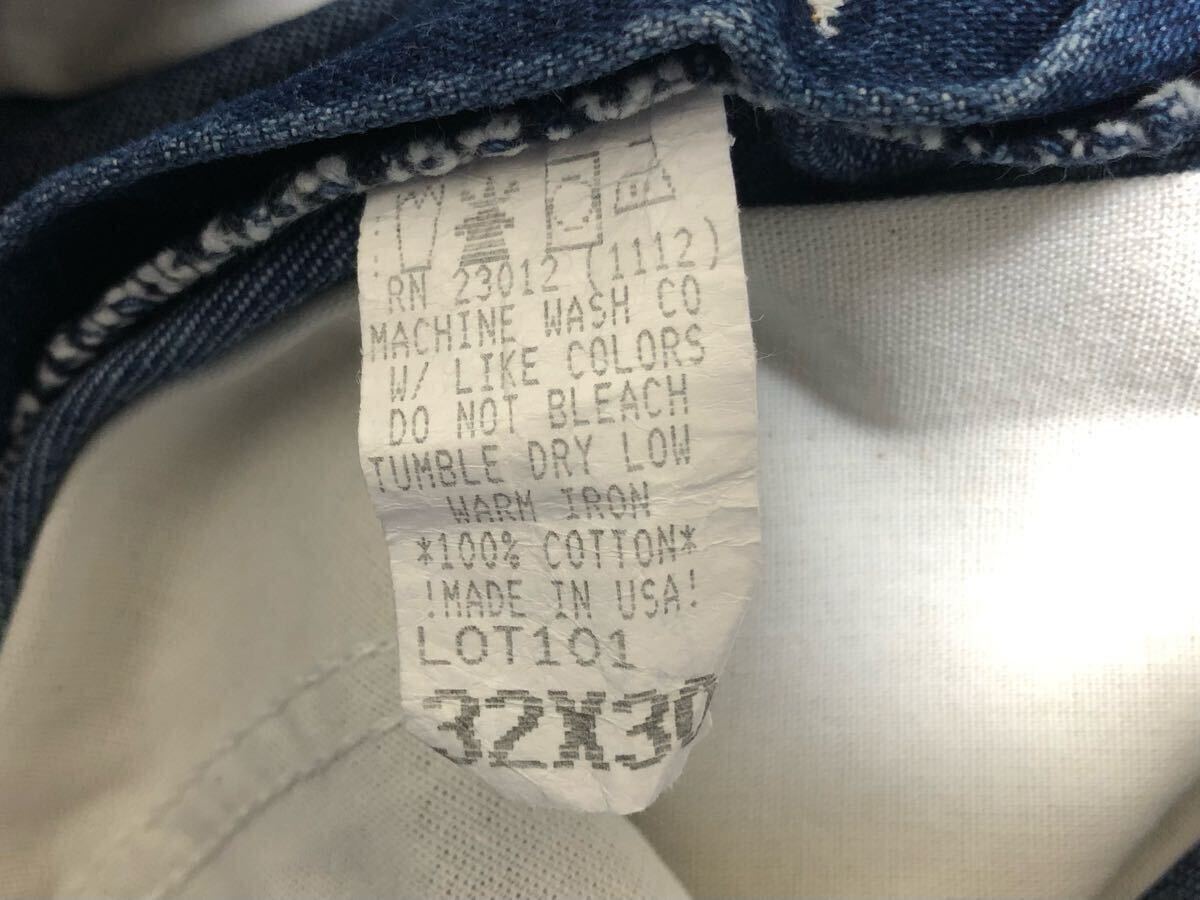 RN 23012 (1112)
MACHINE WASH CO
W/ LIKE COLORS
DO NOT BLEACH
TUMBLE DRY LOW
WARM IRON
*100% COTTON*
!MADE IN USA!
LOT101
32X30